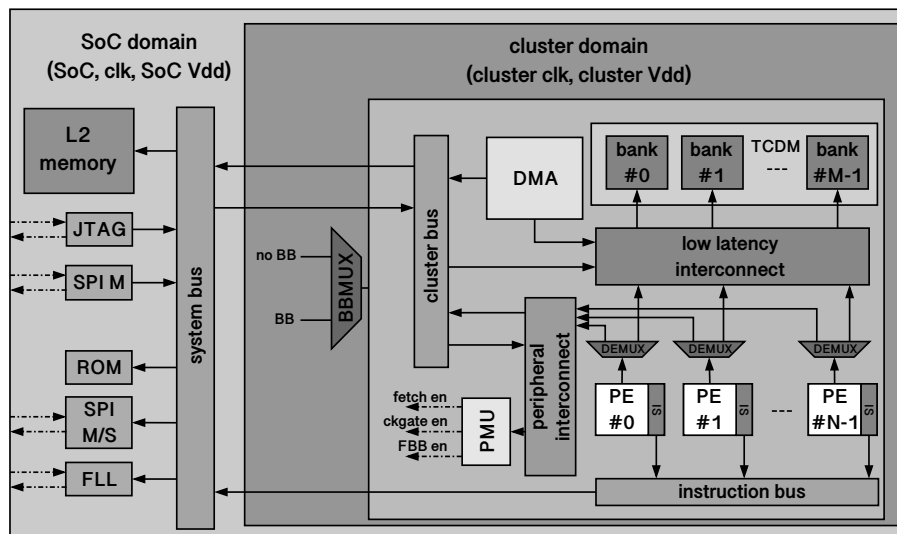 SoC domain
(SoC, clk, SoC Vdd)
cluster domain
(cluster clk, cluster Vdd)
L2
memory
JTAG
SPI M
ROM
SPI
M/S
FLL
system bus
no BB
BB
BBMUX
cluster bus
DMA
TCDM
bank
#0
bank
#1
----
bank
#M-1
low latency
interconnect
peripheral
interconnect
DEMUX
DEMUX
DEMUX
PE
#0
IS
PE
#1
IS
----
PE
#N-1
IS
fetch en
ckgate en
FBB en
PMU
instruction bus